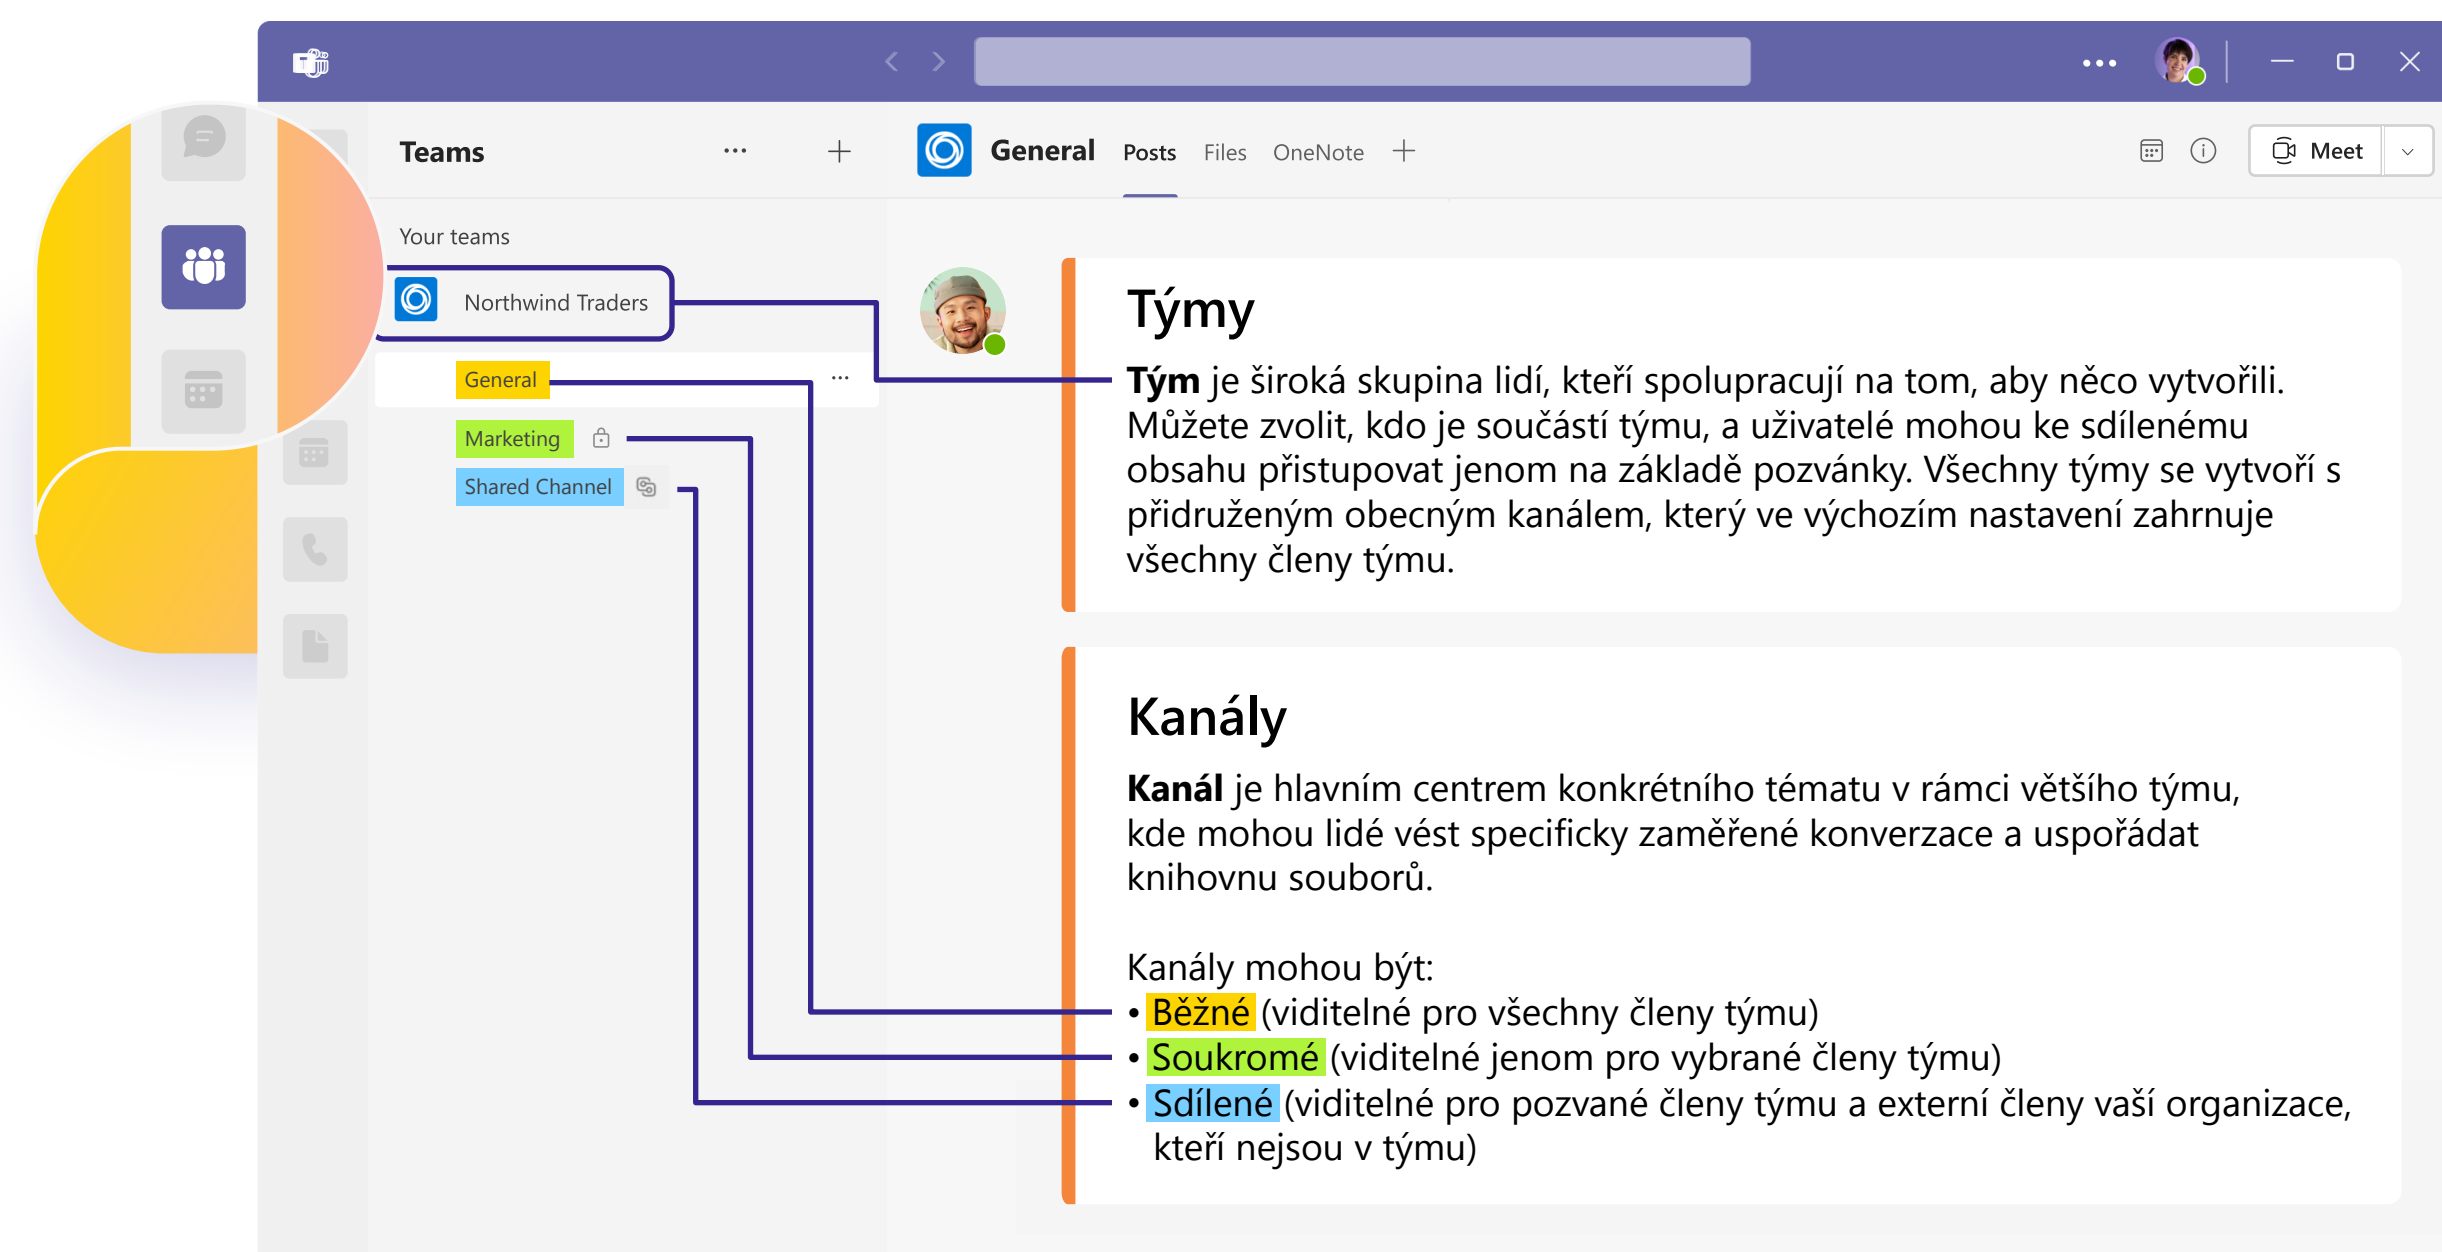 Teams
General Posts Files OneNote
Meet
Your teams
Northwind Traders
General
Marketing
Shared Channel
Týmy
Tým je široká skupina lidí, kteří spolupracují na tom, aby něco vytvořili.
Můžete zvolit, kdo je součástí týmu, a uživatelé mohou ke sdílenému
obsahu přistupovat jenom na základě pozvánky. Všechny týmy se vytvoří s
přidruženým obecným kanálem, který ve výchozím nastavení zahrnuje
všechny členy týmu.
Kanály
Kanál je hlavním centrem konkrétního tématu v rámci většího týmu,
kde mohou lidé vést specificky zaměřené konverzace a uspořádat
knihovnu souborů.
Kanály mohou být:
• Běžné (viditelné pro všechny členy týmu)
• Soukromé (viditelné jenom pro vybrané členy týmu)
• Sdílené (viditelné pro pozvané členy týmu a externí členy vaší organizace,
kteří nejsou v týmu)